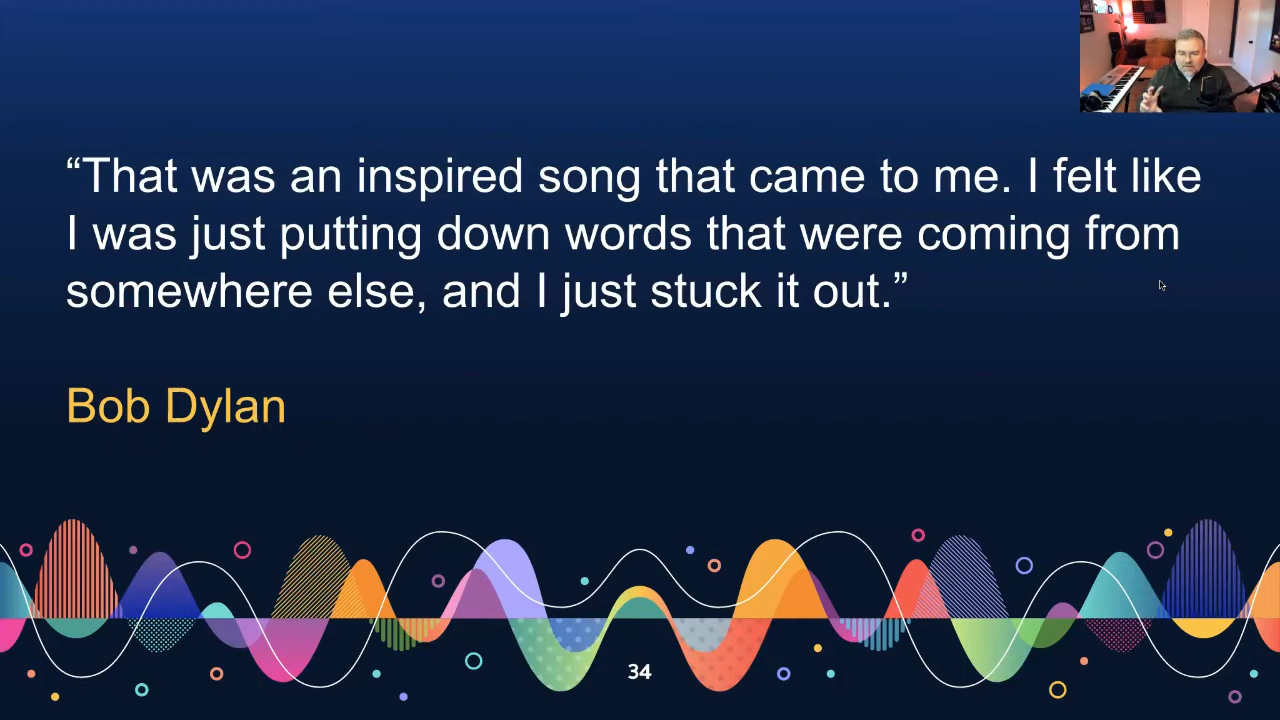 “That was an inspired song that came to me. I felt like
I was just putting down words that were coming from
somewhere else, and I just stuck it out.”
Bob Dylan
34